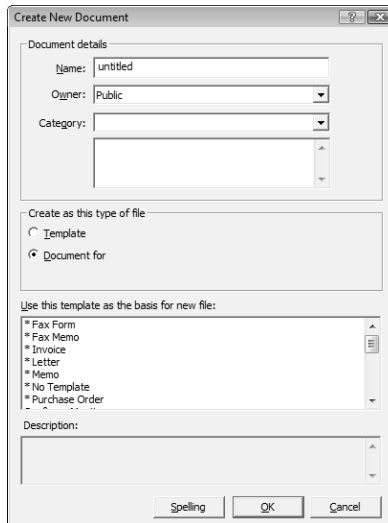 Create New Document
Document details
Name: untitled
Owner: Public
Category:
Create as this type of file
Template
Document for
Use this template as the basis for new file:
* Fax Form
* Fax Memo
* Invoice
* Letter
* Memo
* No Template
* Purchase Order
Description:
Spelling OK Cancel